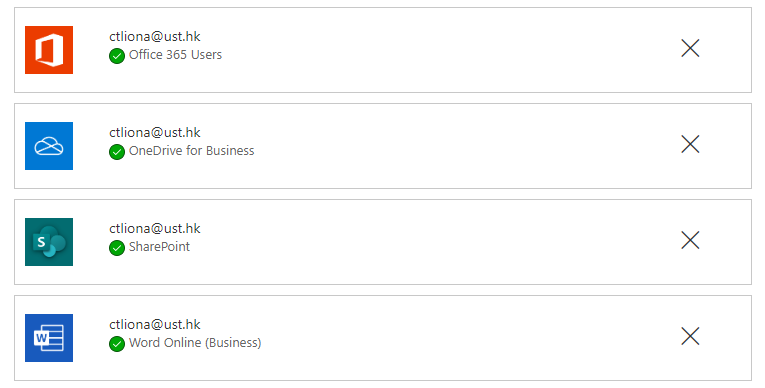 ctliona@ust.hk
Office 365 Users
ctliona@ust.hk
OneDrive for Business
S
ctliona@ust.hk
SharePoint
W
ctliona@ust.hk
Word Online (Business)